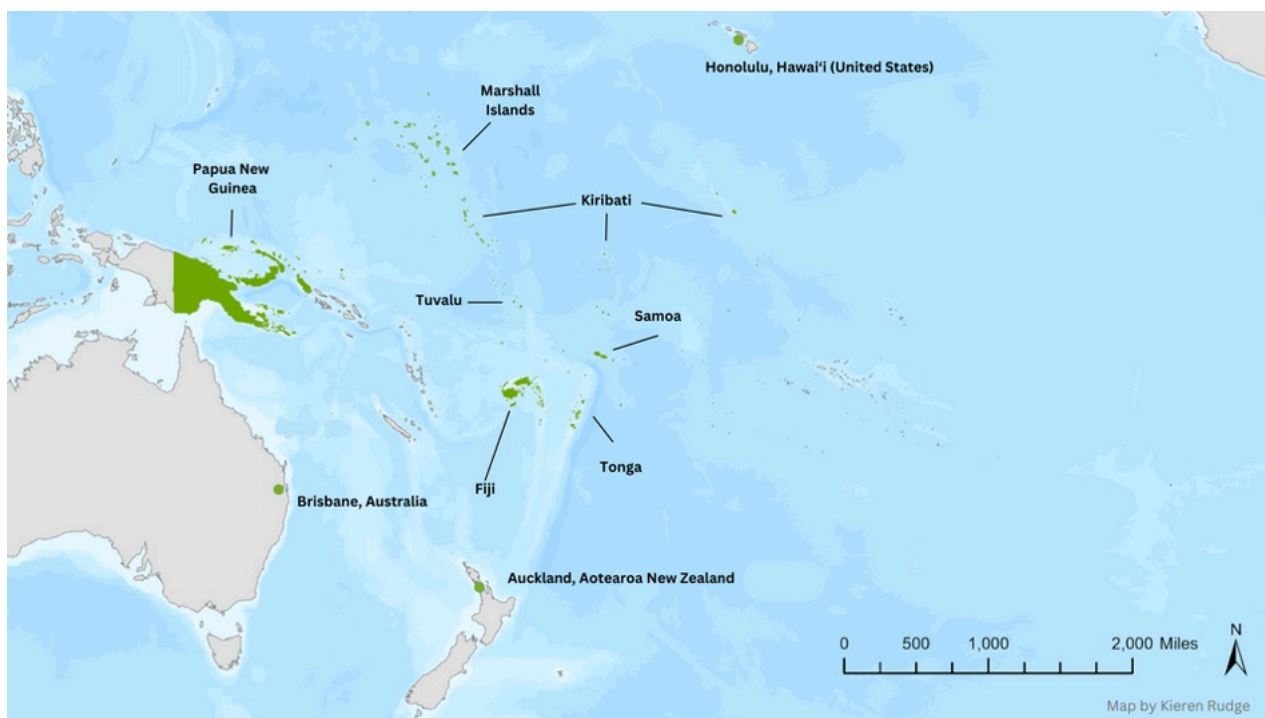 Honolulu, Hawaiʻi (United States)
Marshall
Islands
Papua New
Guinea
Kiribati
Tuvalu
Samoa
Tonga
Fiji
Brisbane, Australia
Auckland, Aotearoa New Zealand
0 500 1,000 2,000 Miles
N
Map by Kieren Rudge